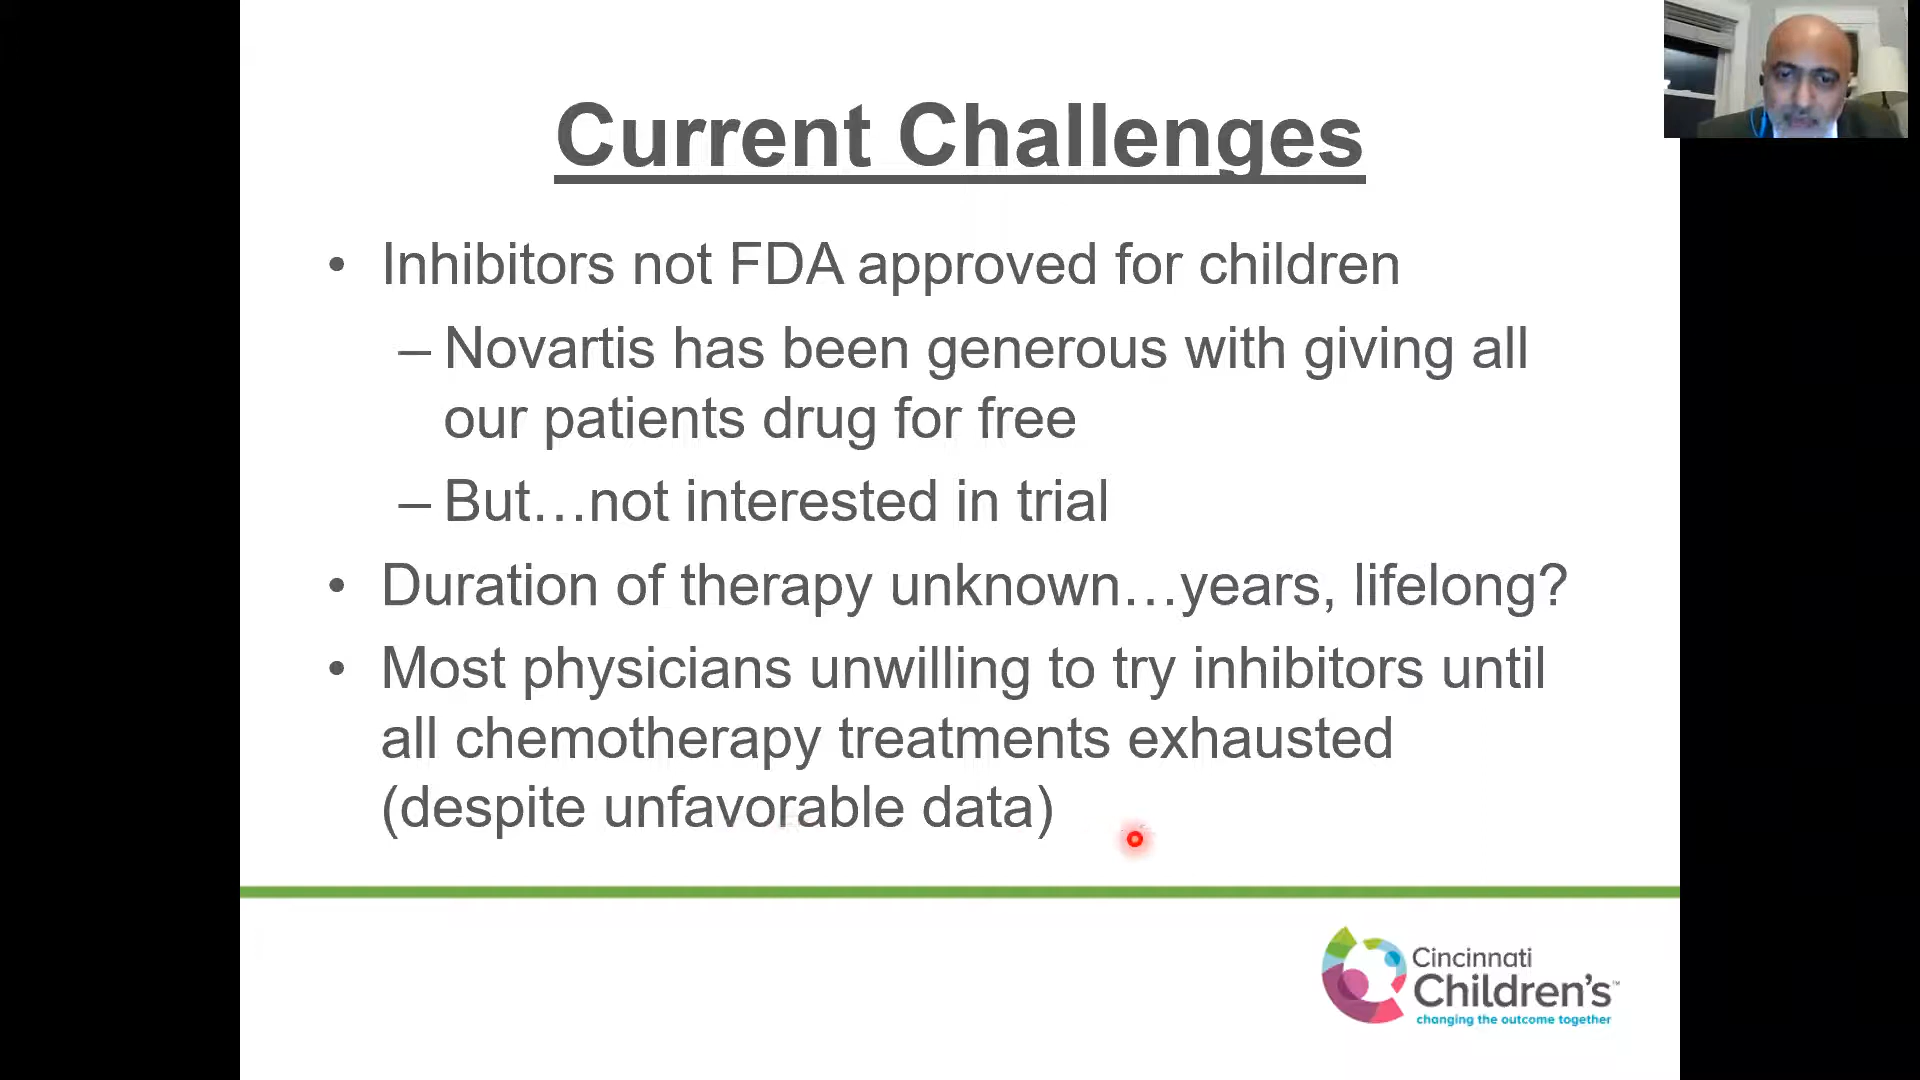 Current Challenges
• Inhibitors not FDA approved for children
– Novartis has been generous with giving all
our patients drug for free
– But…not interested in trial
• Duration of therapy unknown…years, lifelong?
• Most physicians unwilling to try inhibitors until
all chemotherapy treatments exhausted
(despite unfavorable data)
Cincinnati
Children's™
changing the outcome together